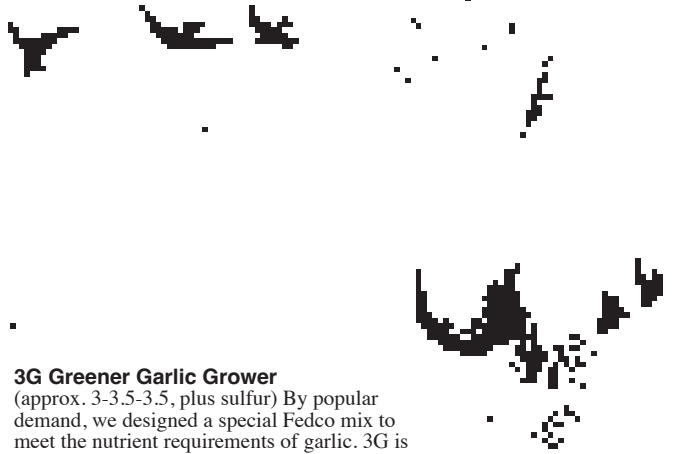 3G Greener Garlic Grower
(approx. 3-3.5-3.5, plus sulfur) By popular
demand, we designed a special Fedco mix to
meet the nutrient requirements of garlic. 3G is